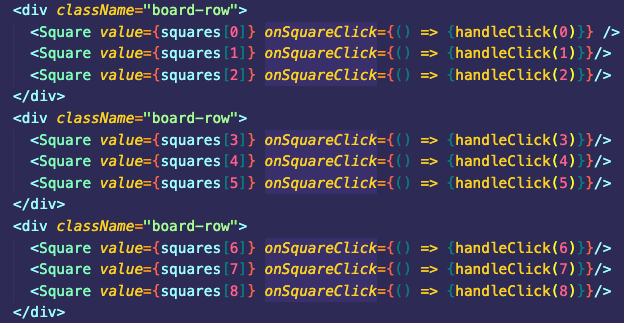 <div className="board-row">
<Square value={squares[0]} onSquareClick={() => {handleClick(0)}} />
<Square value={squares[1]} onSquareClick={() => {handleClick(1)}}/>
<Square value={squares[2]} onSquareClick={() => {handleClick(2)}}/>
</div>
<div className="board-row">
<Square value={squares[3]} onSquareClick={() => {handleClick(3)}}/>
<Square value={squares[4]} onSquareClick={() => {handleClick(4)}}/>
<Square value={squares[5]} onSquareClick={() => {handleClick(5)}}/>
</div>
<div className="board-row">
<Square value={squares[6]} onSquareClick={() => {handleClick(6)}}/>
<Square value={squares[7]} onSquareClick={() => {handleClick(7)}}/>
<Square value={squares[8]} onSquareClick={() => {handleClick(8)}}/>
</div>